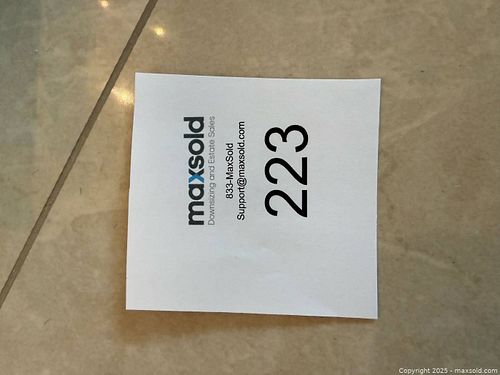 maxsold
Downsizing and Estate Sales
833-MaxSold
Support@maxsold.com
223
Copyright 2025 - maxsold.com